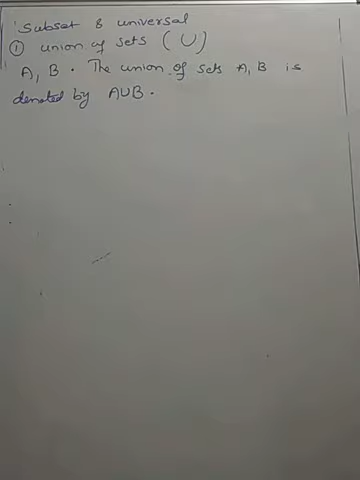 Subset & universal
① union of sets (∪)
A, B. The union of sets A, B is
denoted by A∪B.